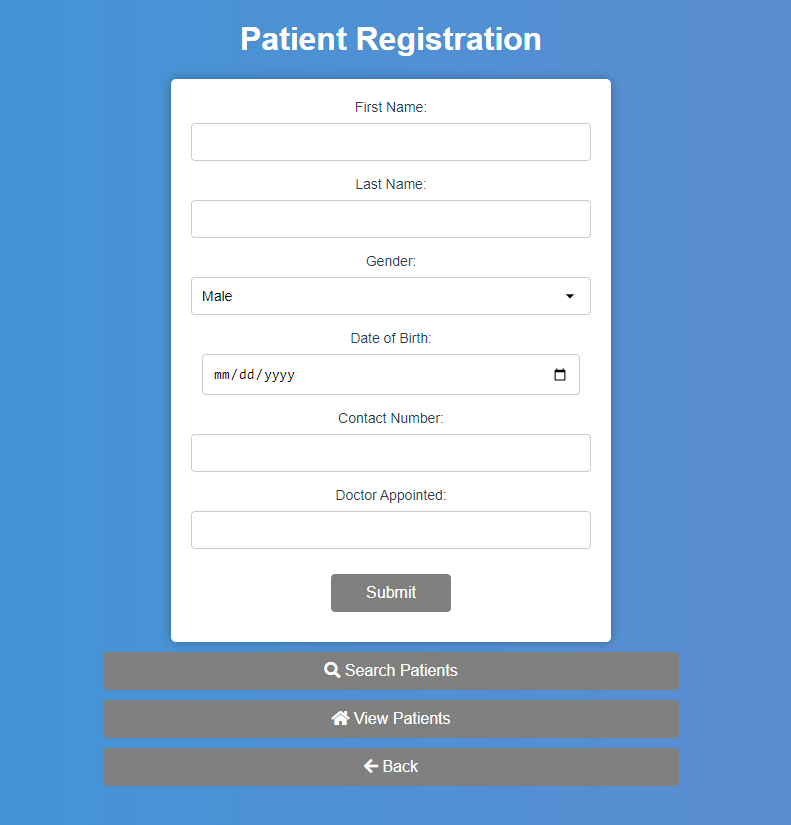 Patient Registration
First Name:
Last Name:
Gender:
Male
Date of Birth:
mm/dd/yyyy
Contact Number:
Doctor Appointed:
Submit
Search Patients
View Patients
Back